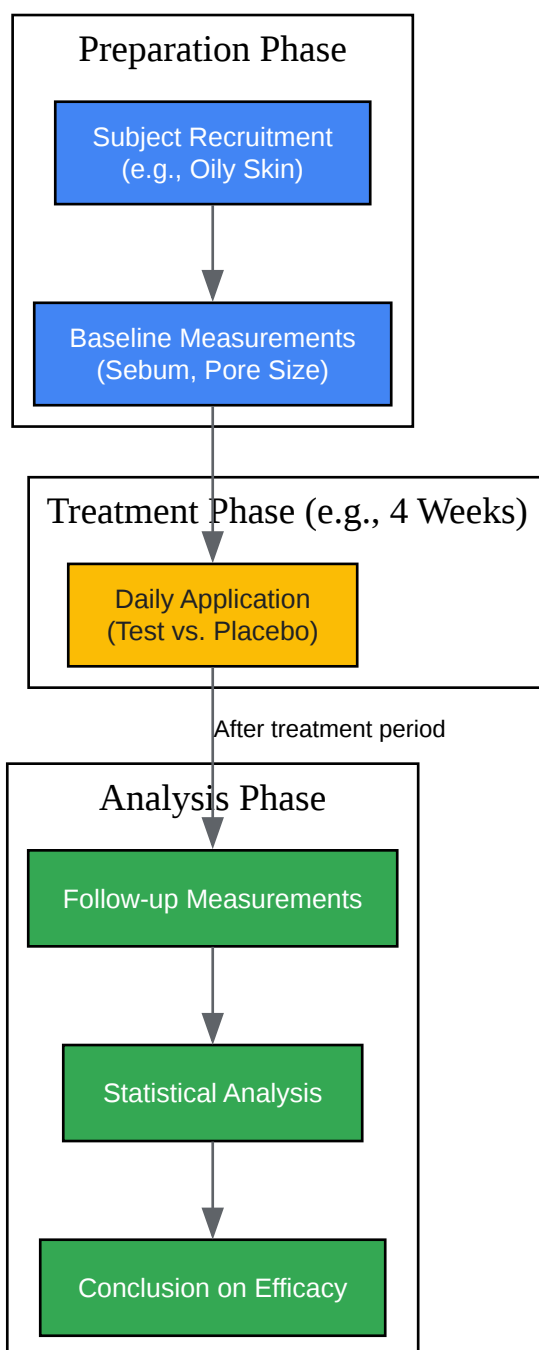 Preparation Phase
Subject Recruitment
(e.g., Oily Skin)
Baseline Measurements
(Sebum, Pore Size)
Treatment Phase (e.g., 4 Weeks)
Daily Application
(Test vs. Placebo)
After treatment period
Analysis Phase
Follow-up Measurements
Statistical Analysis
Conclusion on Efficacy